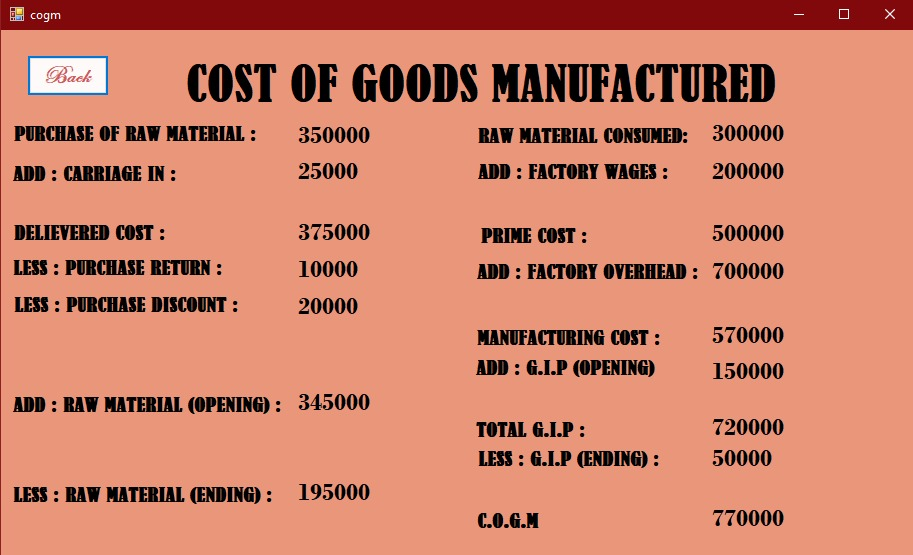 cogm
Back
COST OF GOODS MANUFACTURED
PURCHASE OF RAW MATERIAL : 350000
ADD : CARRIAGE IN : 25000
DELIEVERED COST : 375000
LESS : PURCHASE RETURN : 10000
LESS : PURCHASE DISCOUNT : 20000
ADD : RAW MATERIAL (OPENING) : 345000
LESS : RAW MATERIAL (ENDING) : 195000
RAW MATERIAL CONSUMED: 300000
ADD : FACTORY WAGES : 200000
PRIME COST : 500000
ADD : FACTORY OVERHEAD : 700000
MANUFACTURING COST : 570000
ADD : G.I.P (OPENING) 150000
TOTAL G.I.P : 720000
LESS : G.I.P (ENDING) : 50000
C.O.G.M 770000